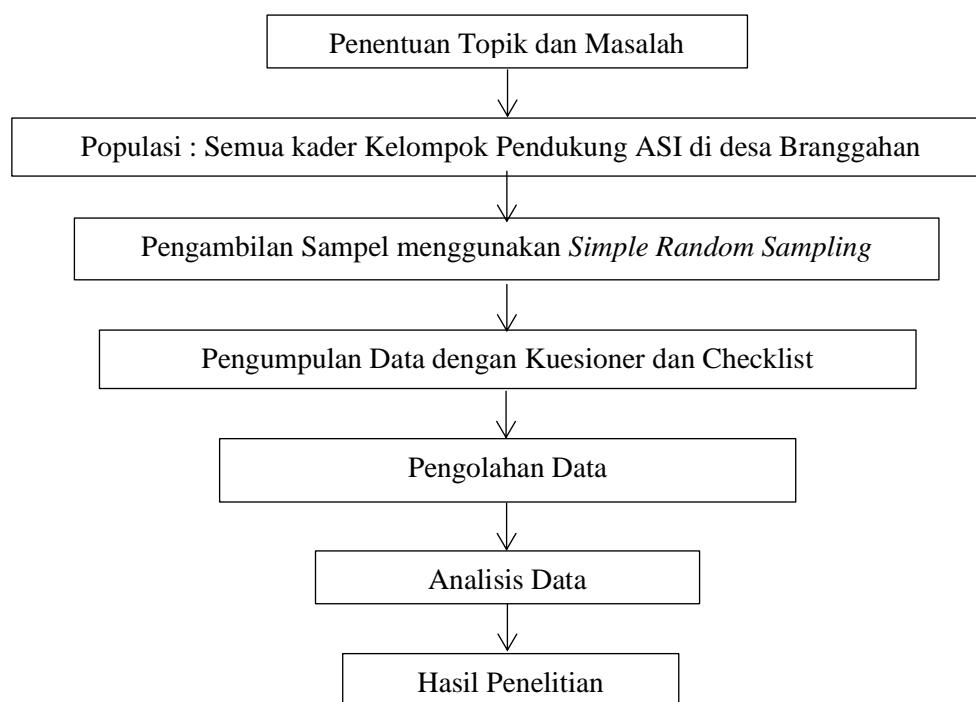 Penentuan Topik dan Masalah
Populasi : Semua kader Kelompok Pendukung ASI di desa Branggahan
Pengambilan Sampel menggunakan Simple Random Sampling
Pengumpulan Data dengan Kuesioner dan Checklist
Pengolahan Data
Analisis Data
Hasil Penelitian